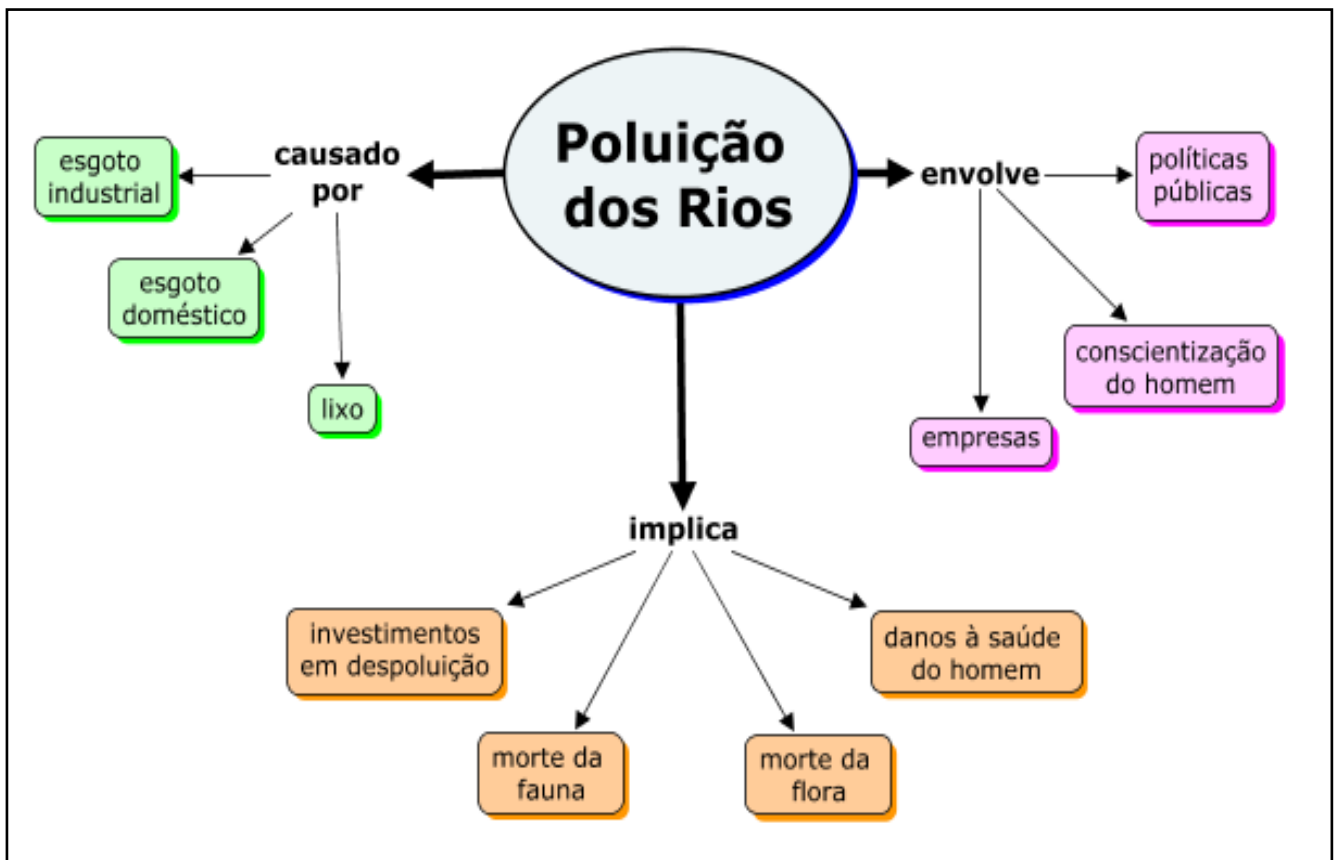 Poluição
dos Rios
causado
por
esgoto
industrial
esgoto
doméstico
lixo
envolve
políticas
públicas
conscientização
do homem
empresas
implica
investimentos
em despoluição
morte da
fauna
morte da
flora
danos à saúde
do homem